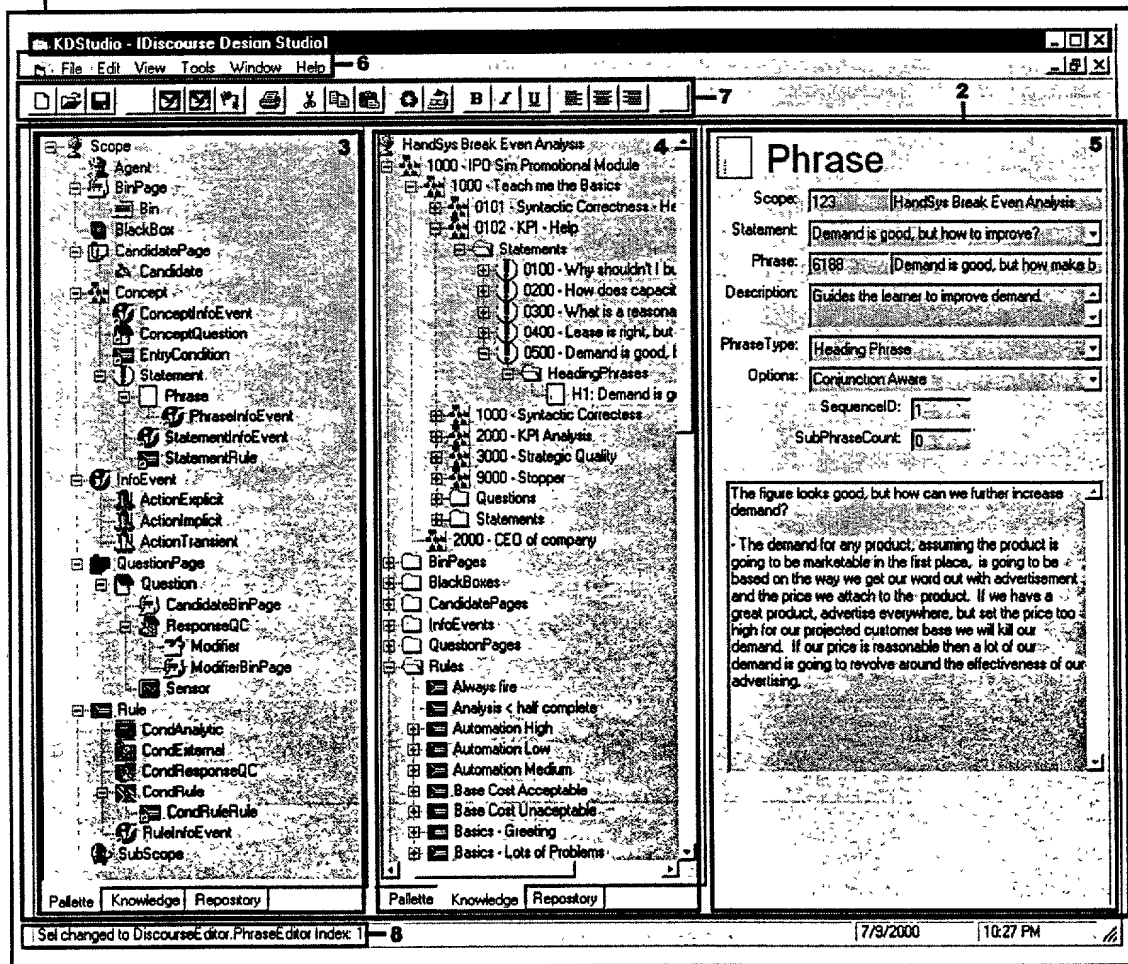 KDStudio - [Discourse Design Studio]
File Edit View Tools Window Help 6
B I U 7
2
3
Scope
Agent
BinPage
Bin
BlackBox
CandidatePage
Candidate
Concept
ConceptInfoEvent
ConceptQuestion
EntryCondition
Statement
Phrase
PhraseInfoEvent
StatementInfoEvent
StatementRule
InfoEvent
ActionExplicit
ActionImplicit
ActionTransient
QuestionPage
Question
CandidateBinPage
ResponseQC
Modifier
ModifierBinPage
Sensor
Rule
CondAnalytic
CondExternal
CondResponseQC
CondRule
CondRuleRule
RuleInfoEvent
SubScope
Pallette Knowledge Repository
4
HandSys Break Even Analysis
1000 - IPO Sim Promotional Module
1000 - Teach me the Basics
0101 - Syntactic Correctness - He
0102 - KPI - Help
Statements
0100 - Why shouldn't I bu
0200 - How does capacit
0300 - What is a reasona
0400 - Lease is right, but
0500 - Demand is good, b
HeadingPhrases
H1: Demand is g
1000 - Syntactic Correctess
2000 - KPI Analysis
3000 - Strategic Quality
9000 - Stopper
Questions
Statements
2000 - CEO of company
BinPages
BlackBoxes
CandidatePages
InfoEvents
QuestionPages
Rules
Always fire
Analysis < half complete
Automation High
Automation Low
Automation Medium
Base Cost Acceptable
Base Cost Unacceptable
Basics - Greeting
Basics - Lots of Problems
Pallette Knowledge Repository
5
Phrase
Scope: 123 HandSys Break Even Analysis
Statement: Demand is good, but how to improve?
Phrase: 6188 Demand is good, but how make b
Description: Guides the learner to improve demand.
PhraseType: Heading Phrase
Options: Conjunction Aware
SequenceID: 1
SubPhraseCount: 0
The figure looks good, but how can we further increase
demand?
- The demand for any product, assuming the product is
going to be marketable in the first place, is going to be
based on the way we get our word out with advertisement
and the price we attach to the product. If we have a
great product, advertise everywhere, but set the price too
high for our projected customer base we will kill our
demand. If our price is reasonable then a lot of our
demand is going to revolve around the effectiveness of our
advertising.
Sel changed to DiscourseEditor.PhraseEditor Index: 1 8 7/9/2000 10:27 PM